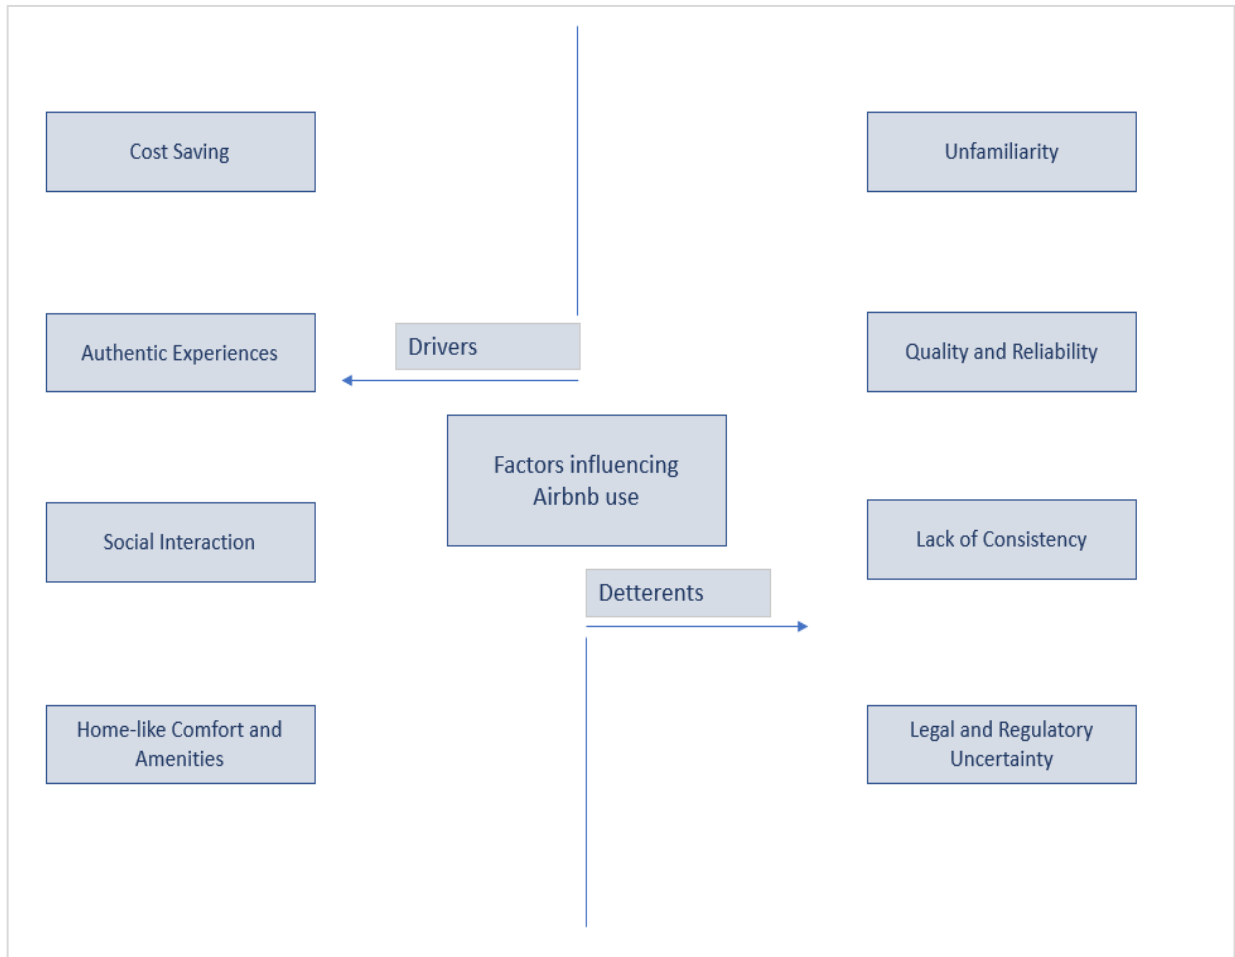 Cost Saving
Unfamiliarity
Authentic Experiences
Drivers
Quality and Reliability
Factors influencing
Airbnb use
Social Interaction
Lack of Consistency
Detterents
Home-like Comfort and
Amenities
Legal and Regulatory
Uncertainty